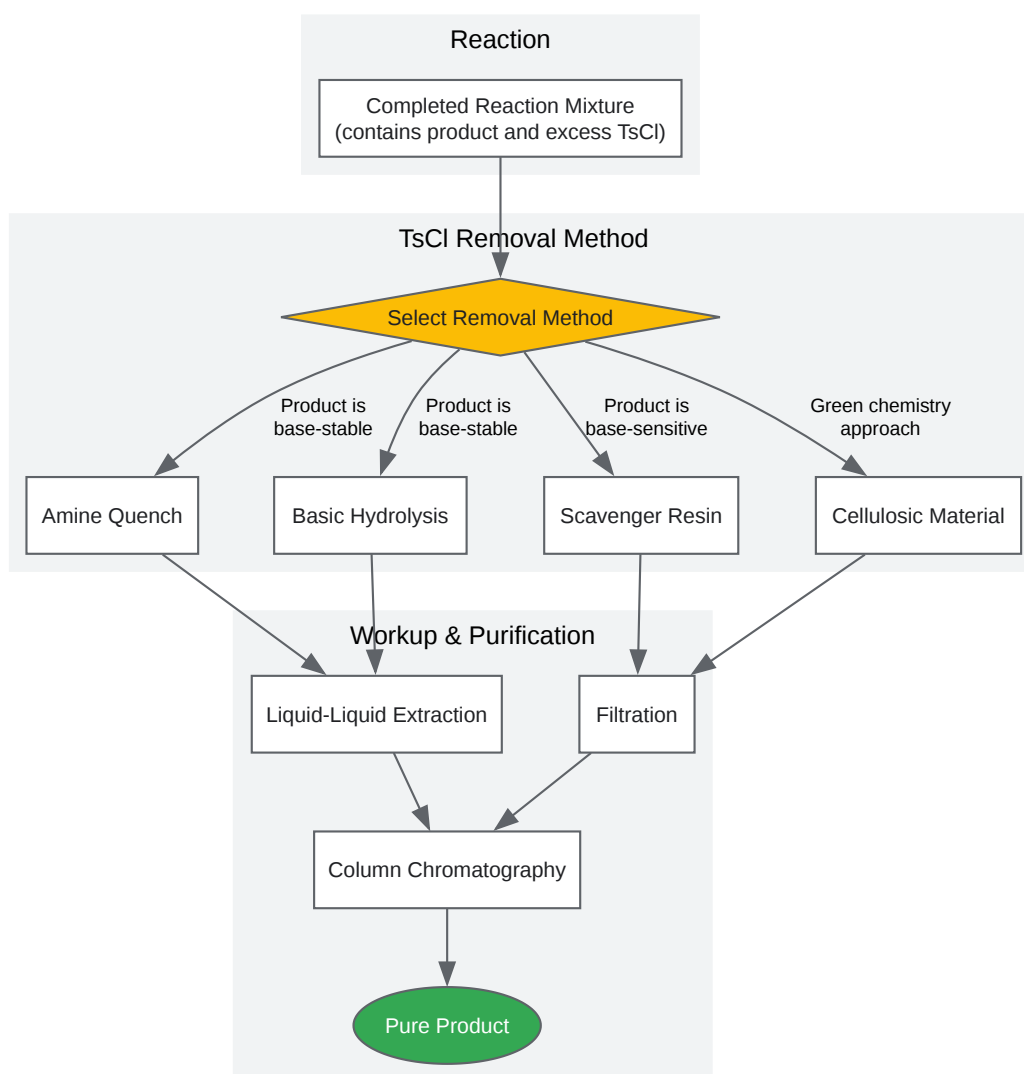 Reaction
Completed Reaction Mixture
(contains product and excess TsCl)
TsCl Removal Method
Select Removal Method
Product is
base-stable
Product is
base-stable
Product is
base-sensitive
Green chemistry
approach
Amine Quench
Basic Hydrolysis
Scavenger Resin
Cellulosic Material
Workup & Purification
Liquid-Liquid Extraction
Filtration
Column Chromatography
Pure Product